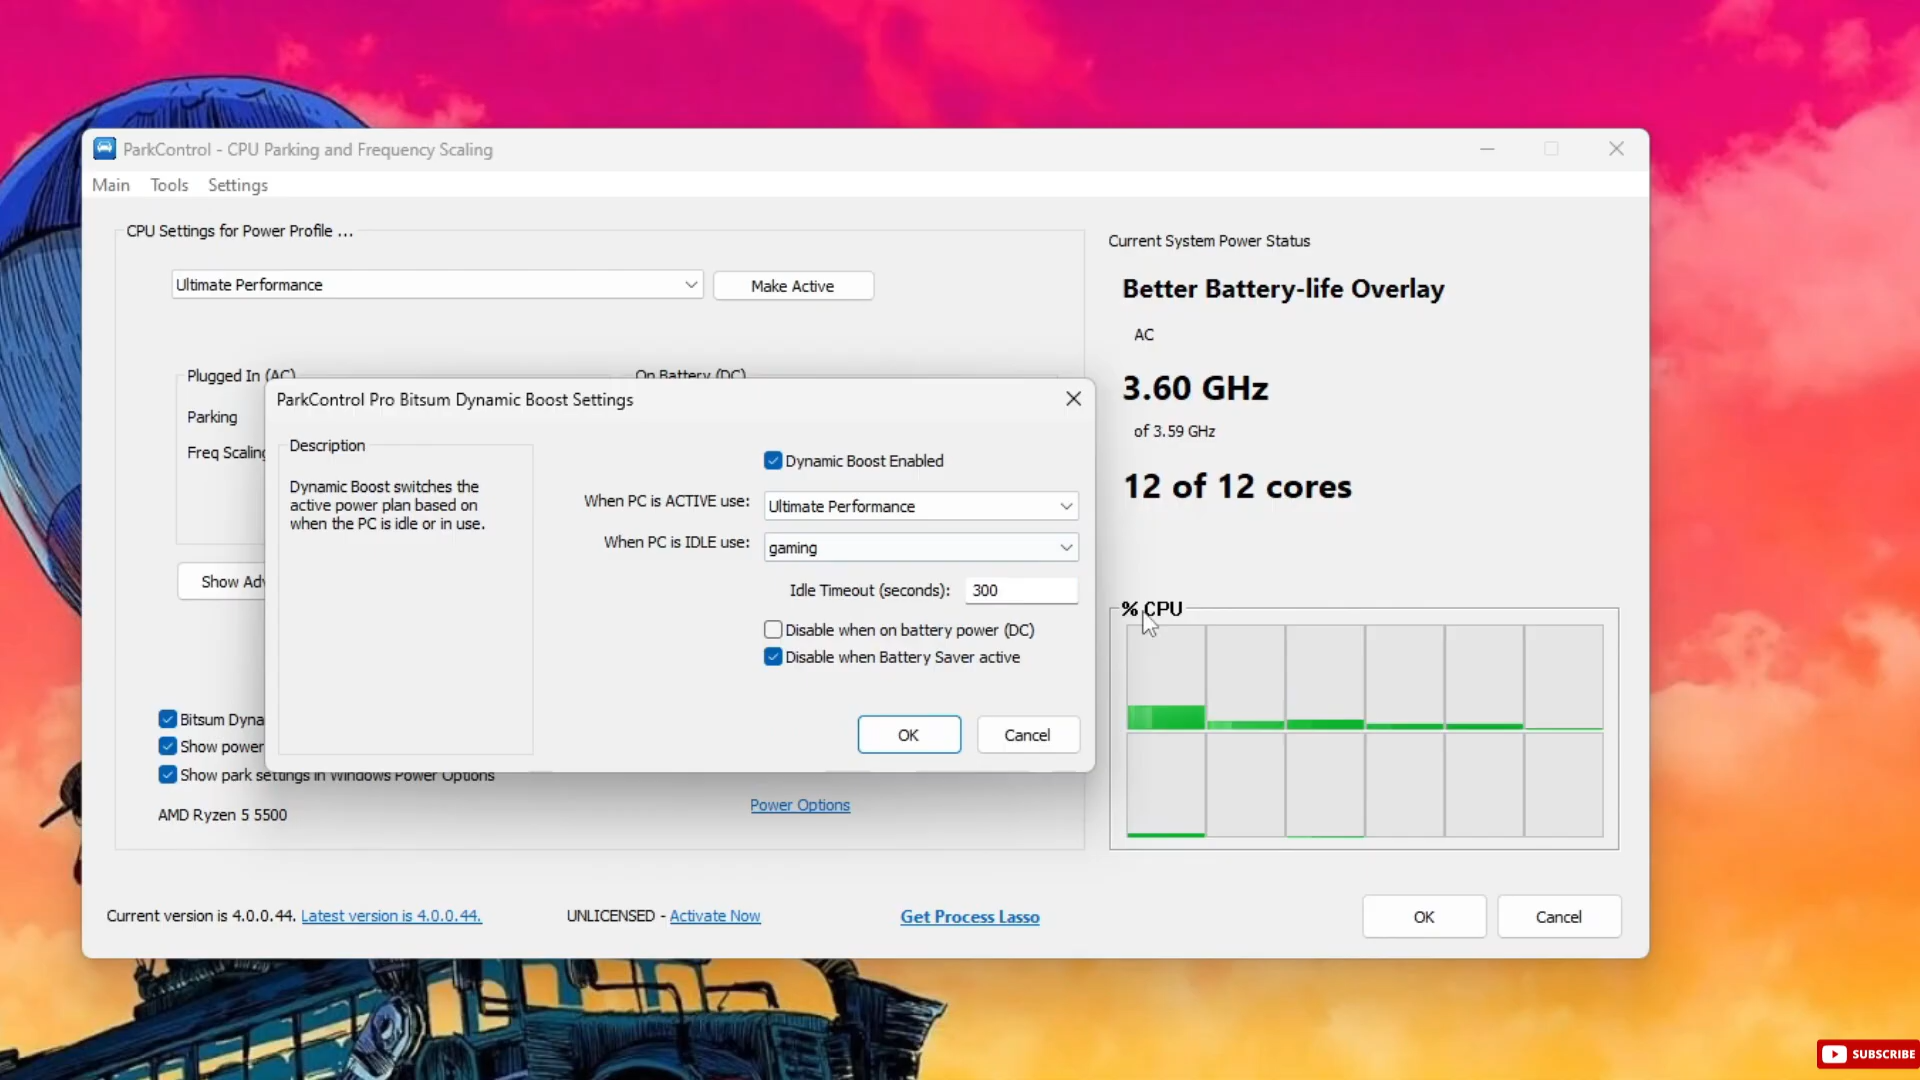 ParkControl - CPU Parking and Frequency Scaling
Main Tools Settings
CPU Settings for Power Profile ...
Ultimate Performance
Make Active
Plugged In (AC)
On Battery (DC)
Parking
Freq Scaling
Show Adv
ParkControl Pro Bitsum Dynamic Boost Settings
Description
Dynamic Boost switches the
active power plan based on
when the PC is idle or in use.
Dynamic Boost Enabled
When PC is ACTIVE use: Ultimate Performance
When PC is IDLE use: gaming
Idle Timeout (seconds): 300
Disable when on battery power (DC)
Disable when Battery Saver active
OK
Cancel
Bitsum Dyna
Show power
Show park settings in Windows Power Options
AMD Ryzen 5 5500
Power Options
Current System Power Status
Better Battery-life Overlay
AC
3.60 GHz
of 3.59 GHz
12 of 12 cores
% CPU
Current version is 4.0.0.44. Latest version is 4.0.0.44.
UNLICENSED - Activate Now
Get Process Lasso
OK
Cancel
SUBSCRIBE